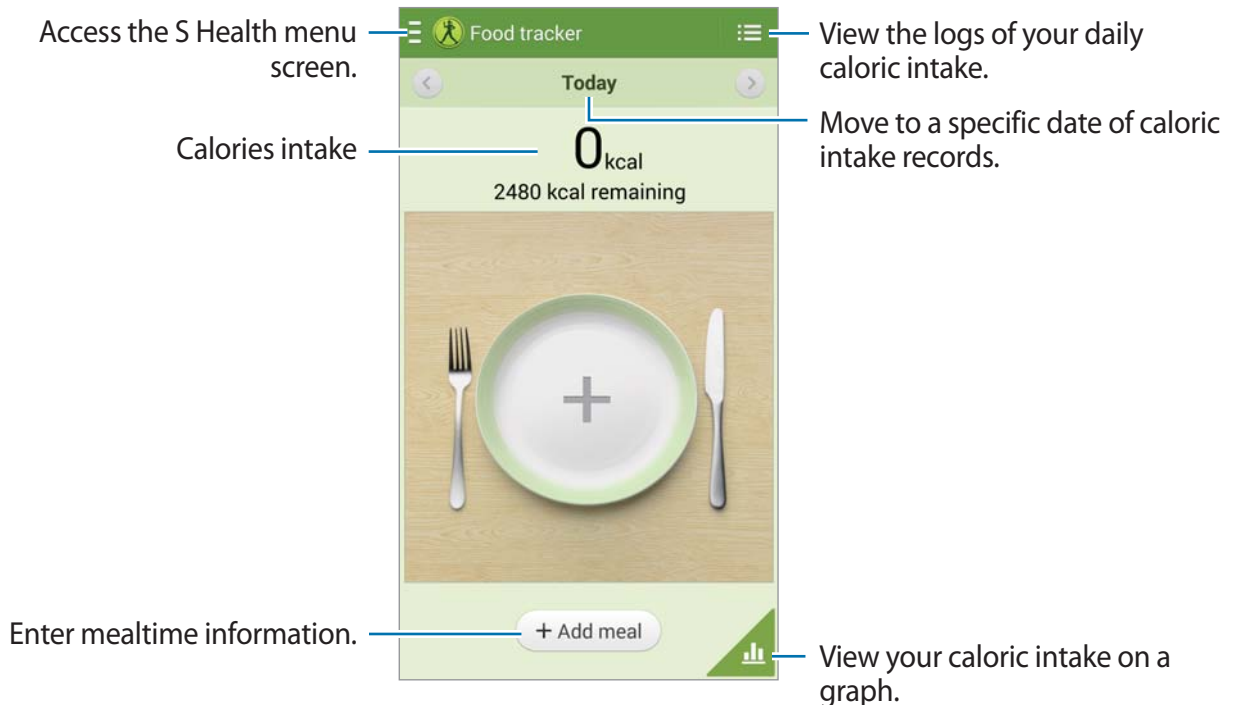 Access the S Health menu
screen.
Food tracker
View the logs of your daily
caloric intake.
Today
Move to a specific date of caloric
intake records.
Calories intake
0 kcal
2480 kcal remaining
Enter mealtime information.
+ Add meal
View your caloric intake on a
graph.